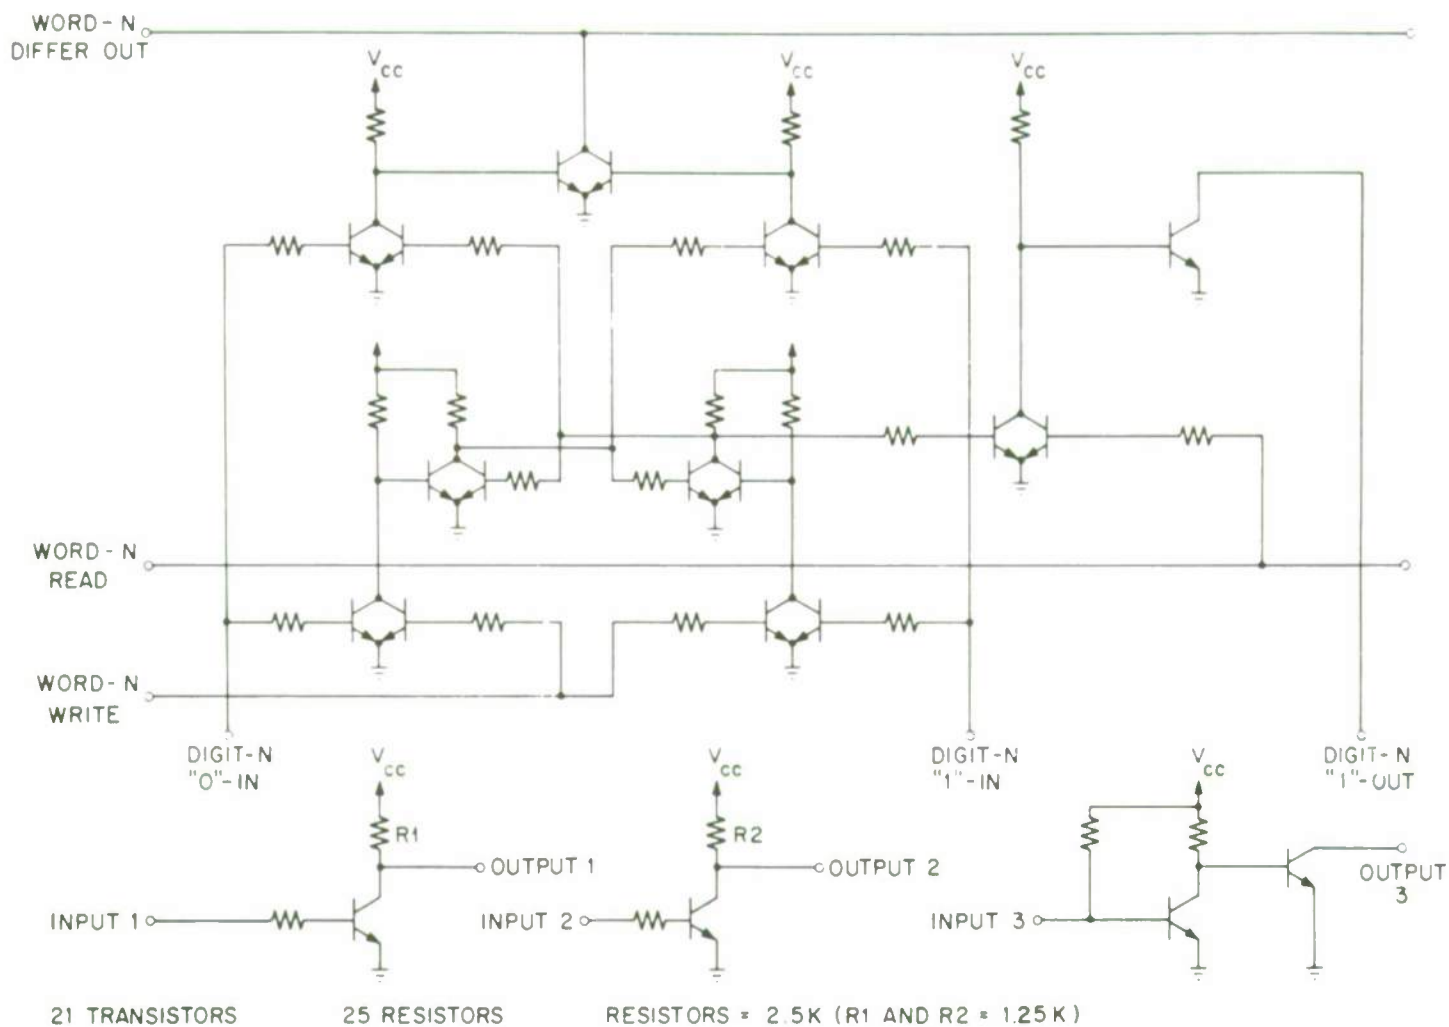 WORD-N
DIFFER OUT
VCC
VCC
VCC
WORD-N
READ
WORD-N
WRITE
DIGIT-N
"0"-IN
DIGIT-N
"1"-IN
DIGIT-N
"1"-OUT
VCC
VCC
VCC
R1
R2
OUTPUT 1
OUTPUT 2
OUTPUT
3
INPUT 1
INPUT 2
INPUT 3
21 TRANSISTORS 25 RESISTORS RESISTORS = 2.5K (R1 AND R2 = 1.25K)